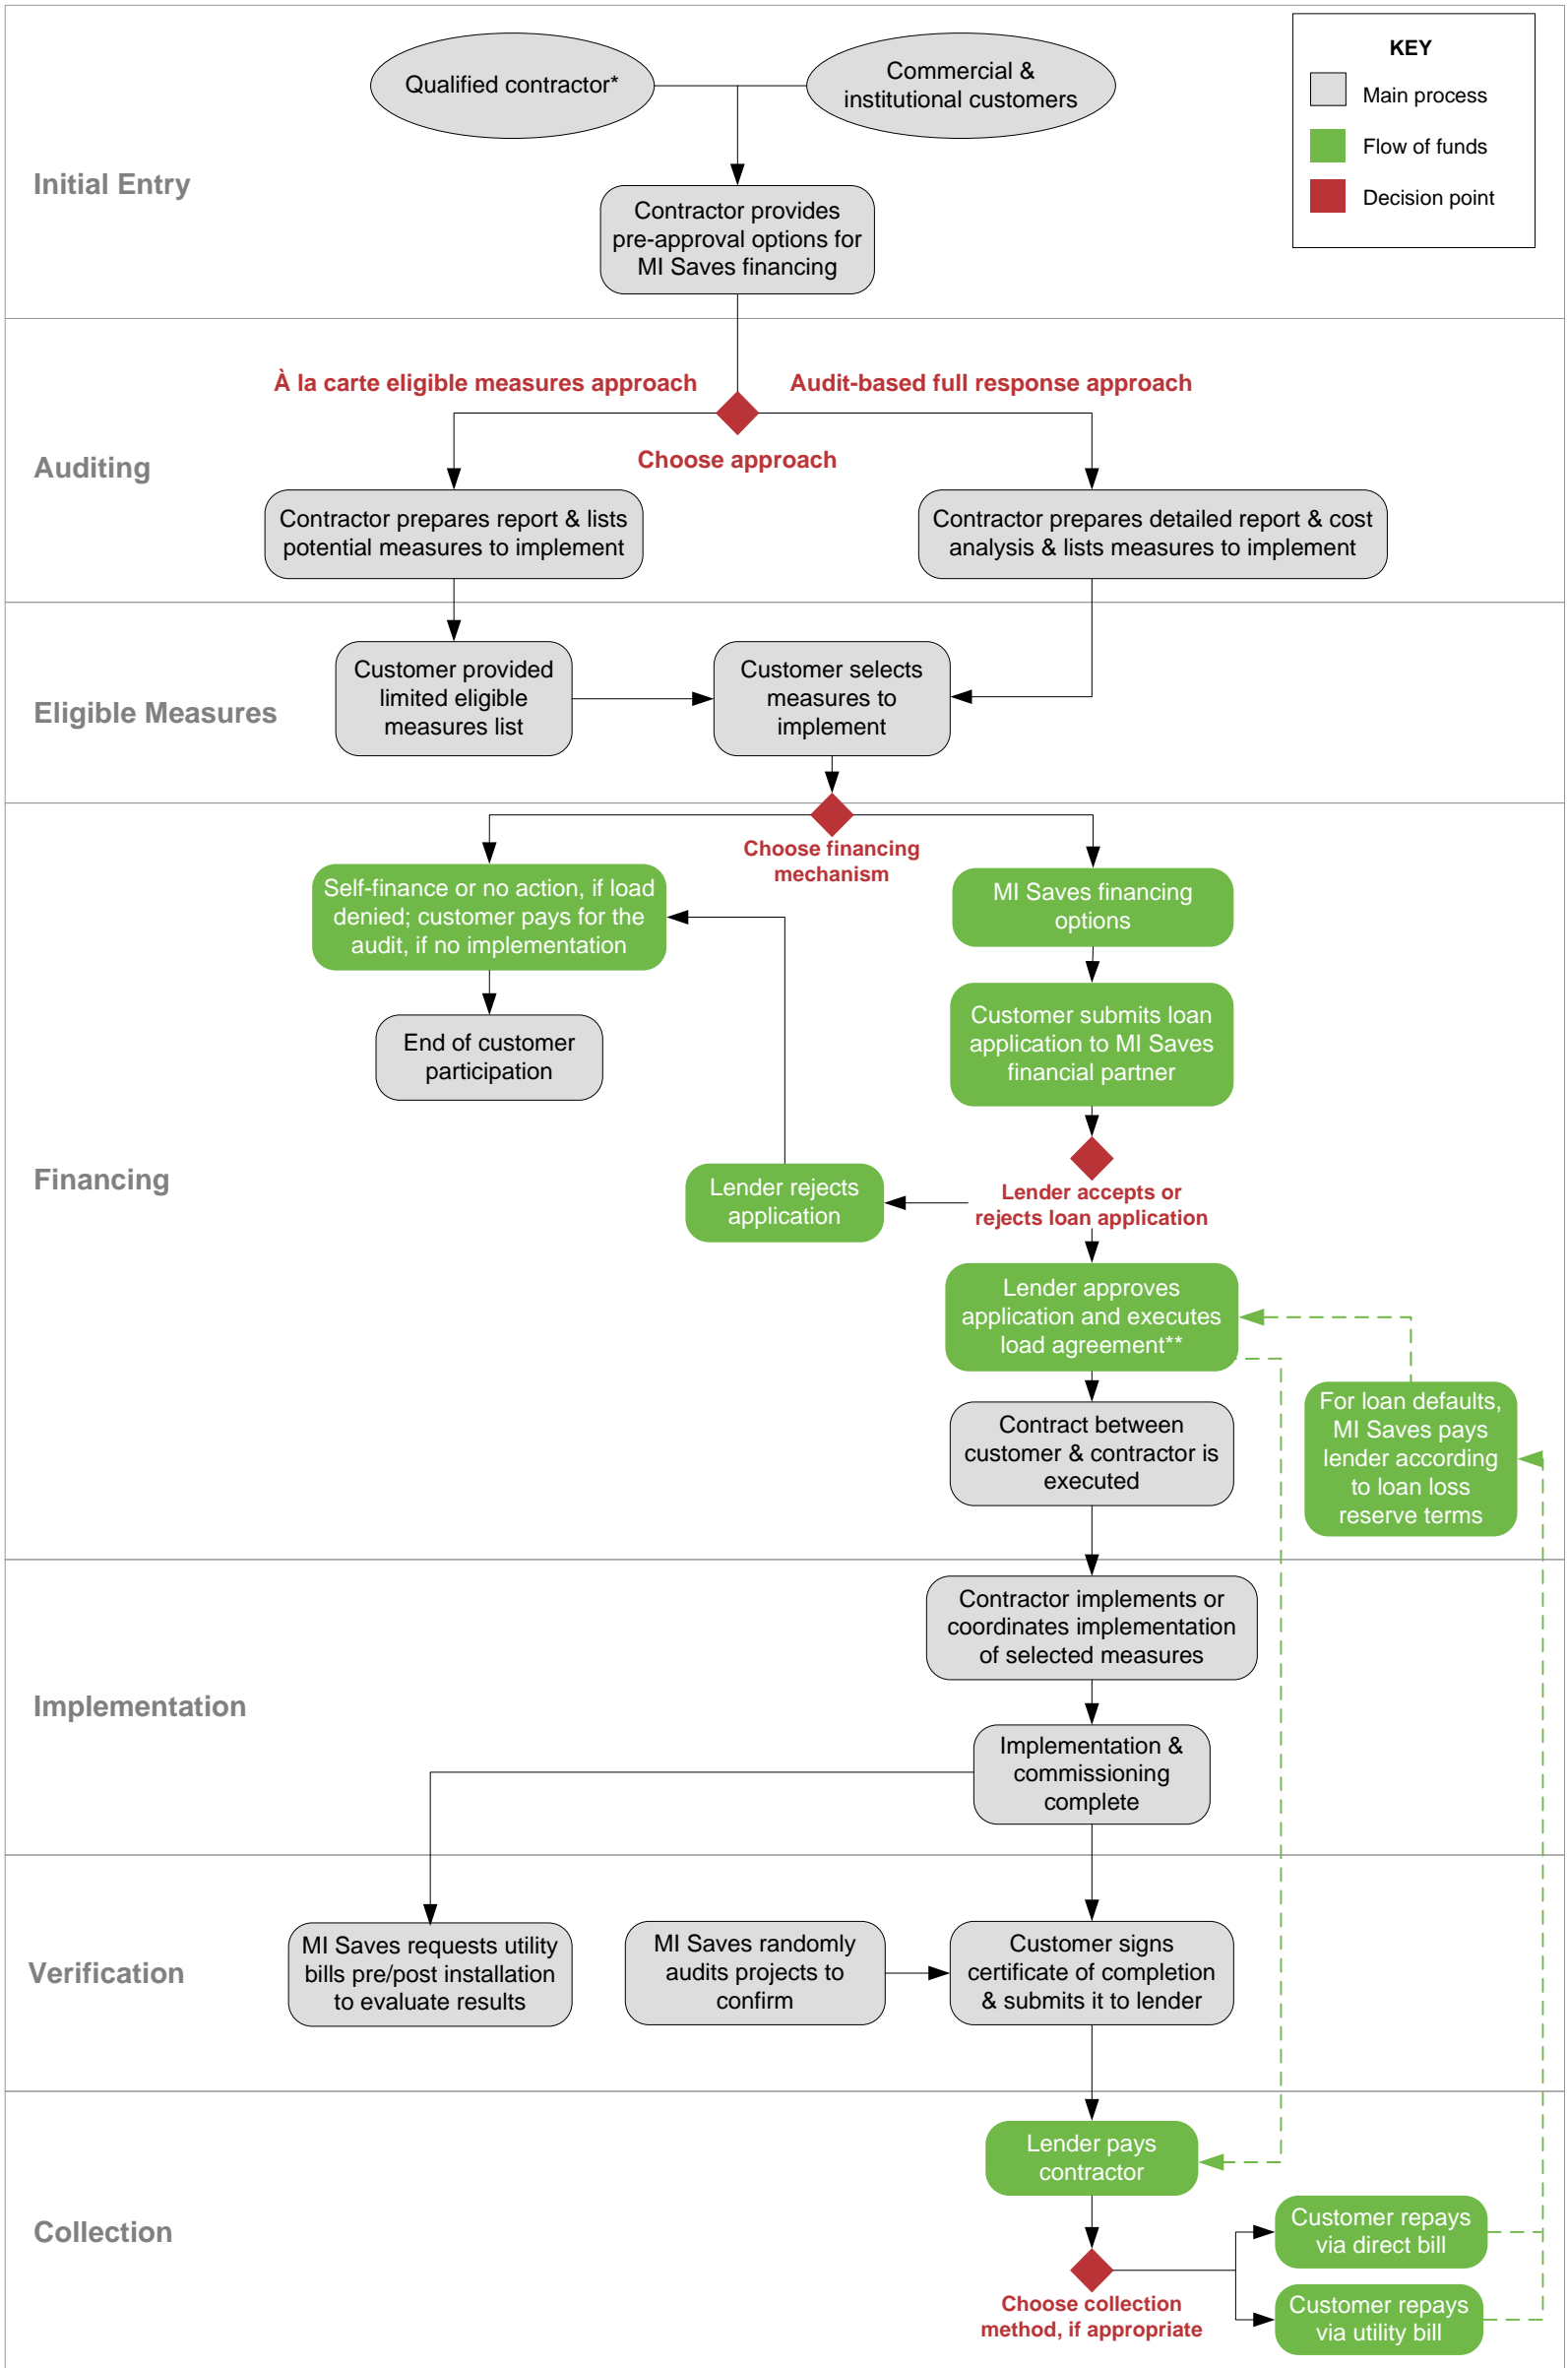 KEY
Main process
Flow of funds
Decision point
Qualified contractor*
Commercial &
institutional customers
Initial Entry
Contractor provides
pre-approval options for
MI Saves financing
À la carte eligible measures approach
Audit-based full response approach
Choose approach
Auditing
Contractor prepares report & lists
potential measures to implement
Contractor prepares detailed report & cost
analysis & lists measures to implement
Eligible Measures
Customer provided
limited eligible
measures list
Customer selects
measures to
implement
Choose financing
mechanism
Self-finance or no action, if load
denied; customer pays for the
audit, if no implementation
MI Saves financing
options
End of customer
participation
Customer submits loan
application to MI Saves
financial partner
Financing
Lender rejects
application
Lender accepts or
rejects loan application
Lender approves
application and executes
load agreement**
Contract between
customer & contractor is
executed
For loan defaults,
MI Saves pays
lender according
to loan loss
reserve terms
Implementation
Contractor implements or
coordinates implementation
of selected measures
Implementation &
commissioning
complete
Verification
MI Saves requests utility
bills pre/post installation
to evaluate results
MI Saves randomly
audits projects to
confirm
Customer signs
certificate of completion
& submits it to lender
Collection
Lender pays
contractor
Choose collection
method, if appropriate
Customer repays
via direct bill
Customer repays
via utility bill